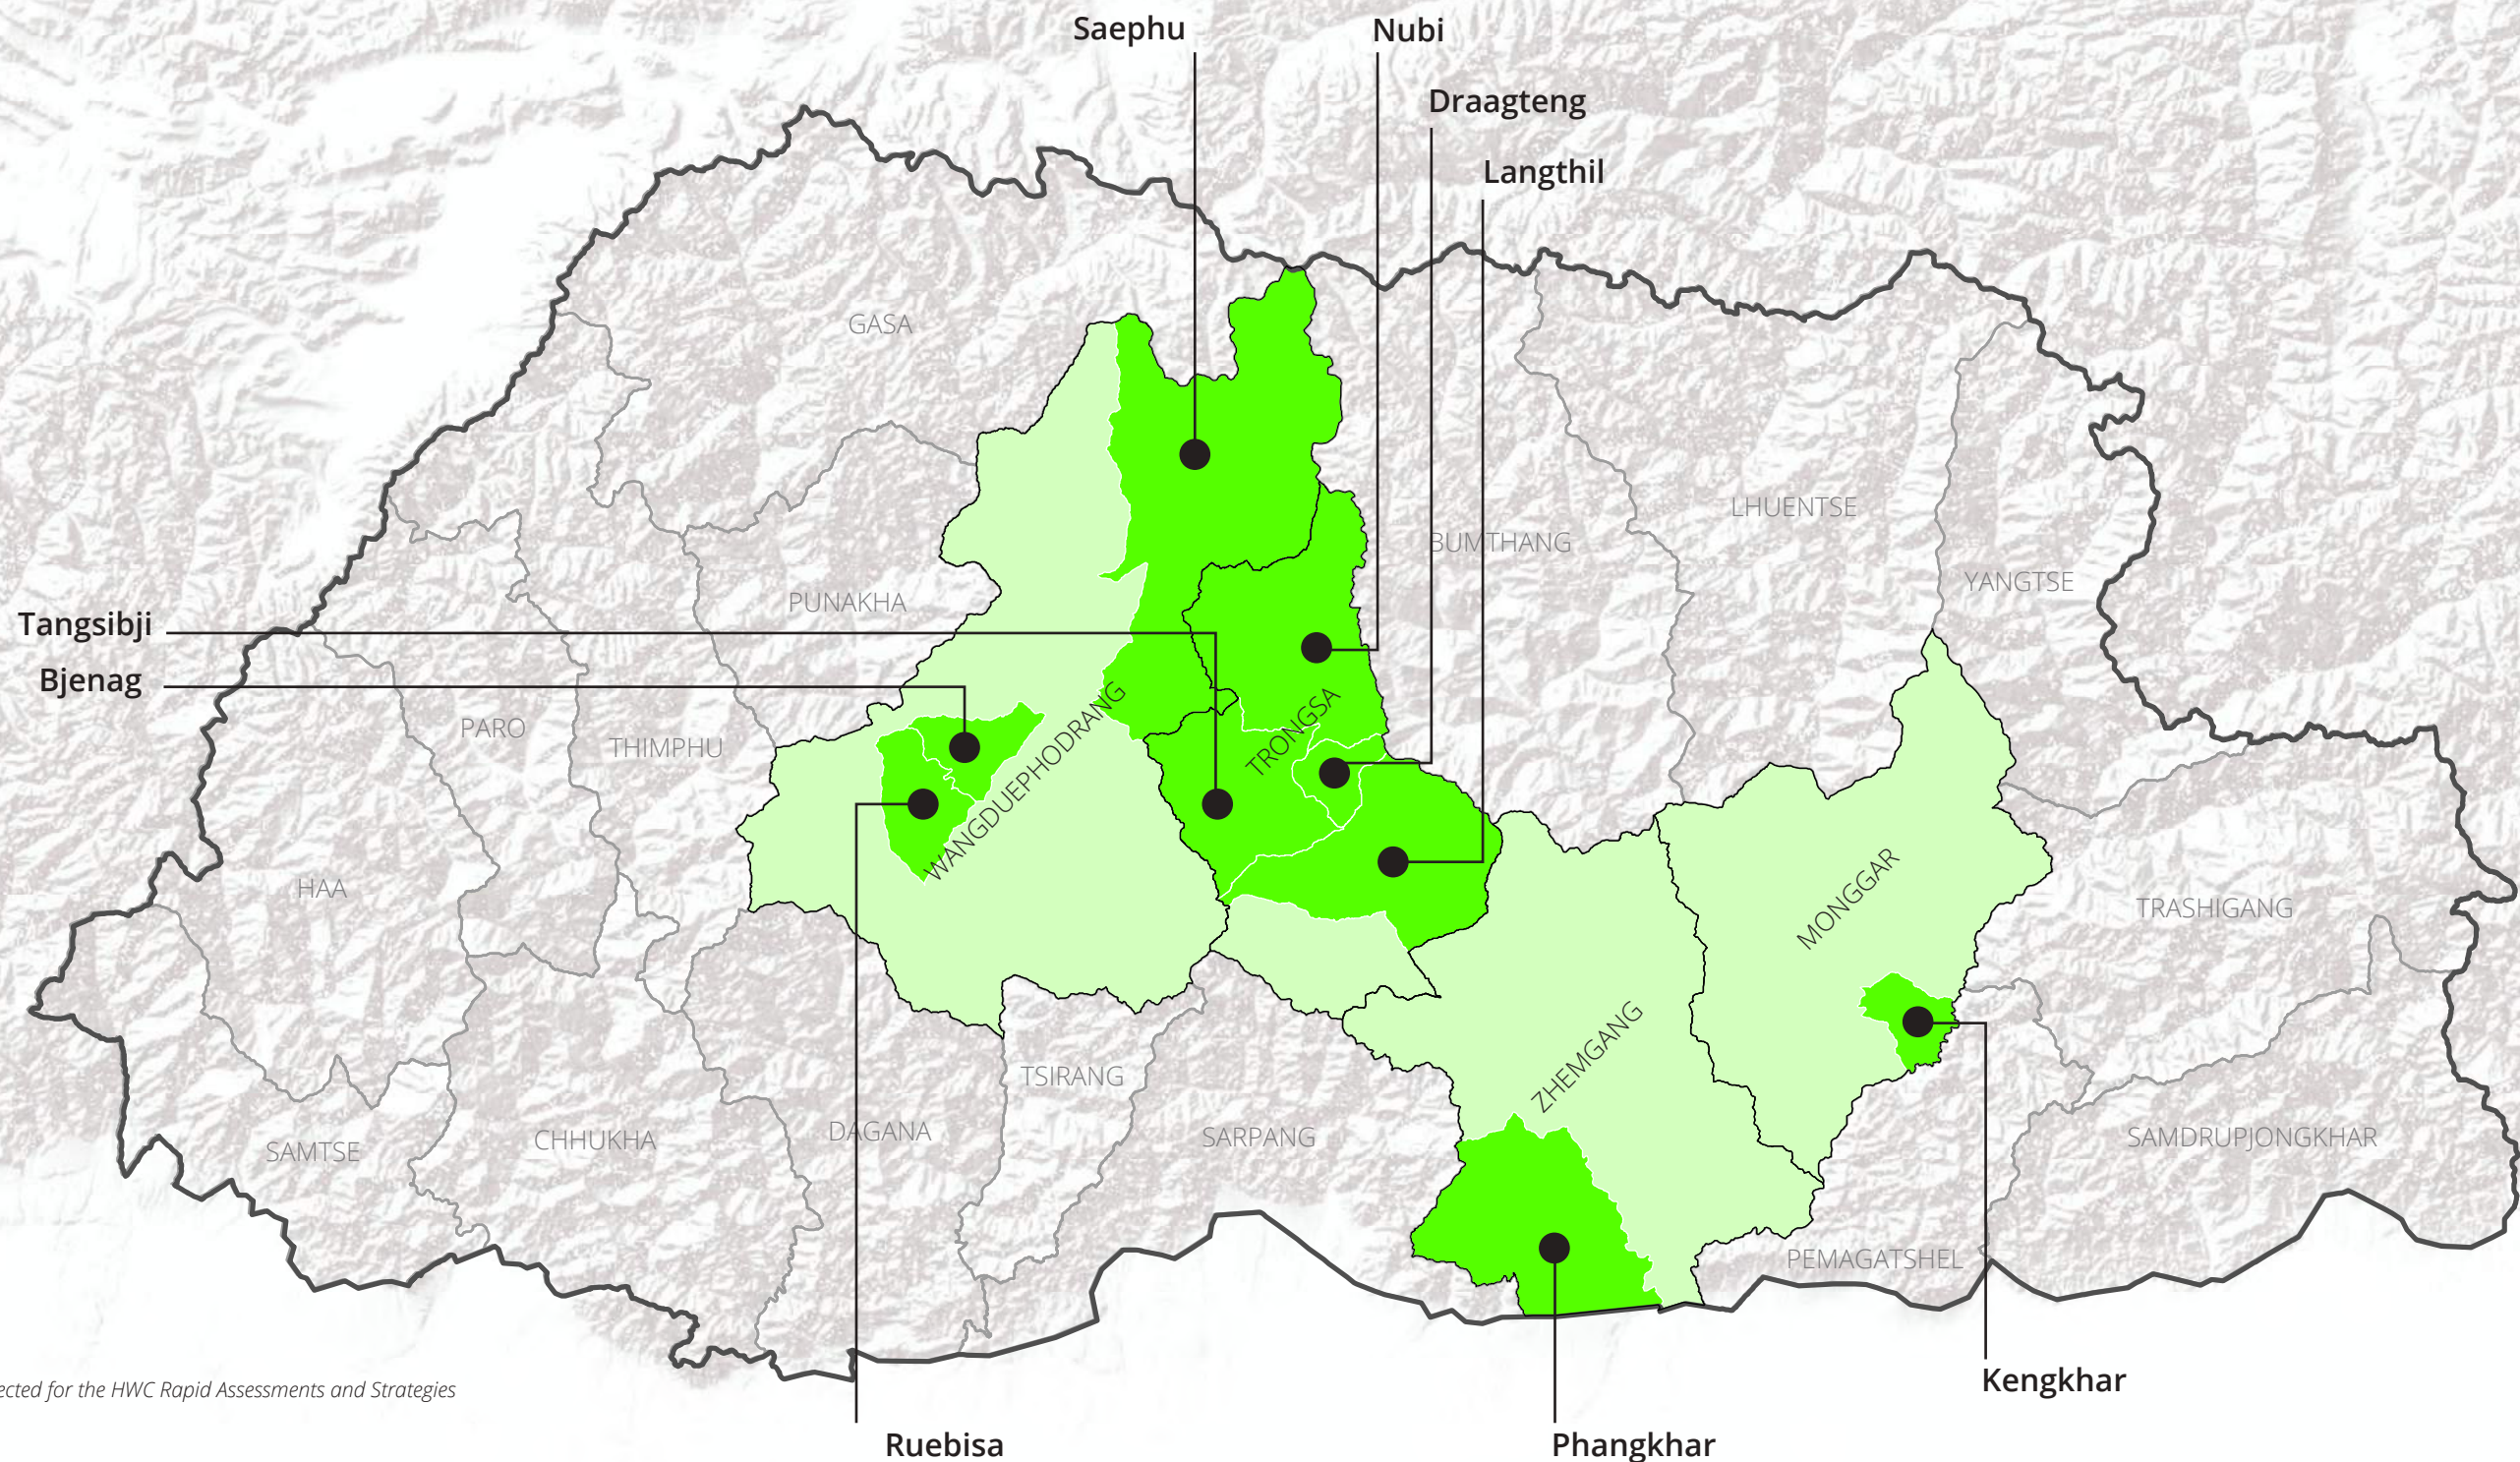 Saephu
Nubi
Draagteng
Langthil
GASA
LHUENTSE
BUMTHANG
YANGTSE
PUNAKHA
Tangsibji
Bjenag
PARO
THIMPHU
WANGDUEPHODRANG
TRONGSA
HAA
MONGGAR
TRASHIGANG
ZHEMGANG
TSIRANG
DAGANA
SARPANG
CHHUKHA
SAMTSE
SAMDRUPJONGKHAR
PEMAGATSHEL
Kengkhar
for the HWC Rapid Assessments and Strategies
Ruebisa
Phangkhar